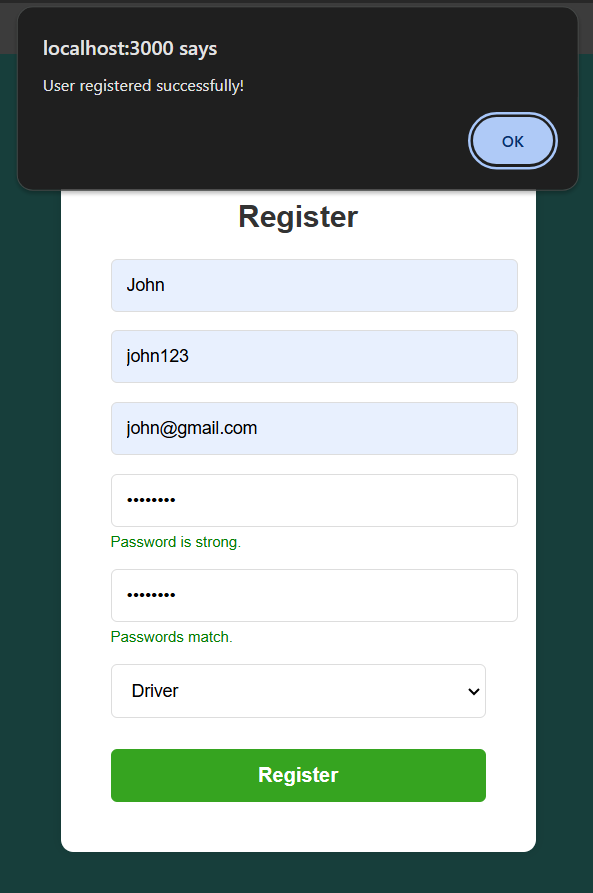 localhost:3000 says
User registered successfully!
OK
Register
John
john123
john@gmail.com
••••••••
Password is strong.
••••••••
Passwords match.
Driver
Register